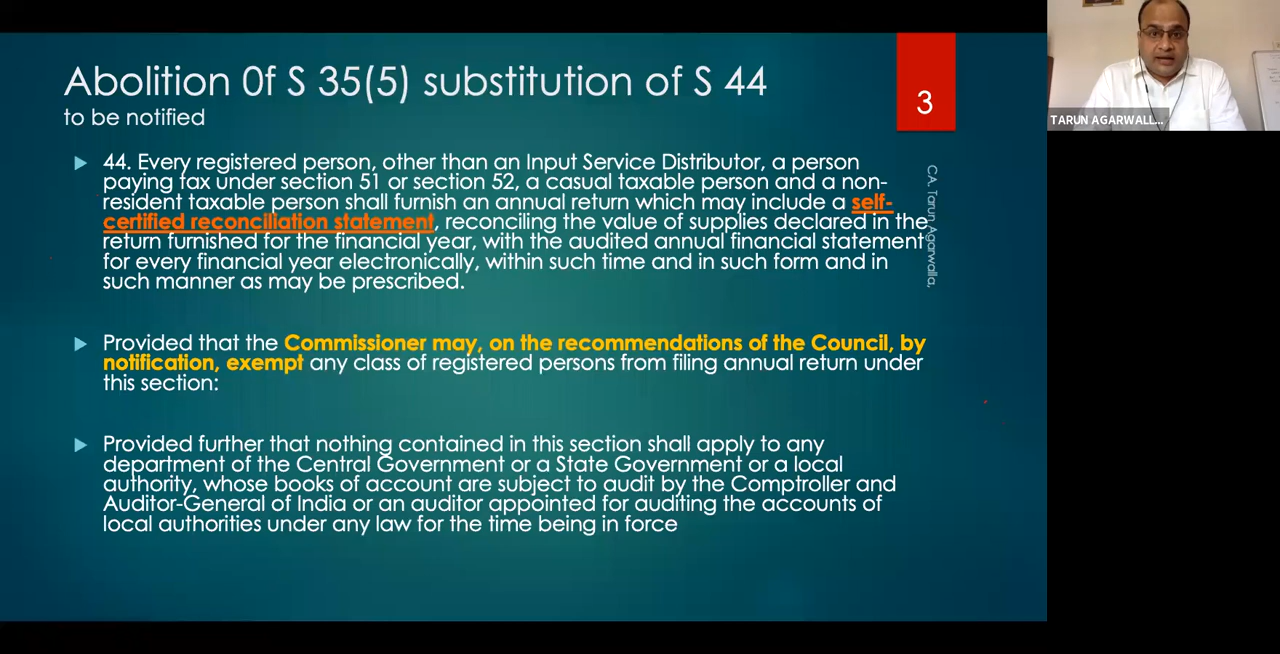 Abolition 0f S 35(5) substitution of S 44
to be notified
3
44. Every registered person, other than an Input Service Distributor, a person
paying tax under section 51 or section 52, a casual taxable person and a non-
resident taxable person shall furnish an annual return which may include a self-
certified reconciliation statement, reconciling the value of supplies declared in the
return furnished for the financial year, with the audited annual financial statement
for every financial year electronically, within such time and in such form and in
such manner as may be prescribed.
Provided that the Commissioner may, on the recommendations of the Council, by
notification, exempt any class of registered persons from filing annual return under
this section:
Provided further that nothing contained in this section shall apply to any
department of the Central Government or a State Government or a local
authority, whose books of account are subject to audit by the Comptroller and
Auditor-General of India or an auditor appointed for auditing the accounts of
local authorities under any law for the time being in force
CA. Tarun Agarwalla,
TARUN AGARWALL...